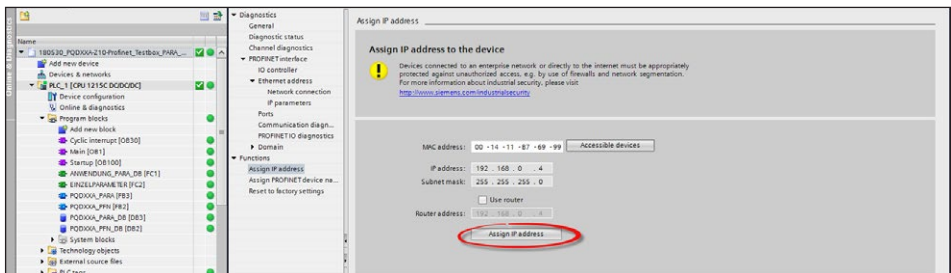 Name
180530_PQDXXA-210-Profinet_Testbox_PARA_...
Add new device
Devices & networks
PLC_1 [CPU 1215C DC/DC/DC]
Device configuration
Online & diagnostics
Program blocks
Add new block
Cyclic interrupt [OB30]
Main [OB1]
Startup [OB100]
ANWENDUNG_PARA_DB [FC1]
EINZELPARAMETER [FC2]
PQDXXA_PARA [FB3]
PQDXXA_PFN [FB2]
PQDXXA_PARA_DB [DB3]
PQDXXA_PFN_DB [DB2]
System blocks
Technology objects
External source files
PLC tags
Diagnostics
General
Diagnostic status
Channel diagnostics
PROFINET interface
IO controller
Ethernet address
Network connection
IP parameters
Ports
Communication diagn...
PROFINET IO diagnostics
Domain
Functions
Assign IP address
Assign PROFINET device na...
Reset to factory settings
Assign IP address
Assign IP address to the device
Devices connected to an enterprise network or directly to the internet must be appropriately
protected against unauthorized access, e.g. by use of firewalls and network segmentation.
For more information about industrial security, please visit
http://www.siemens.com/industrialsecurity
MAC address: 00 -14 -11 -87 -69 -99 Accessible devices
IP address: 192 . 168 . 0 . 4
Subnet mask: 255 . 255 . 255 . 0
Use router
Router address: 192 . 168 . 0 . 4
Assign IP address